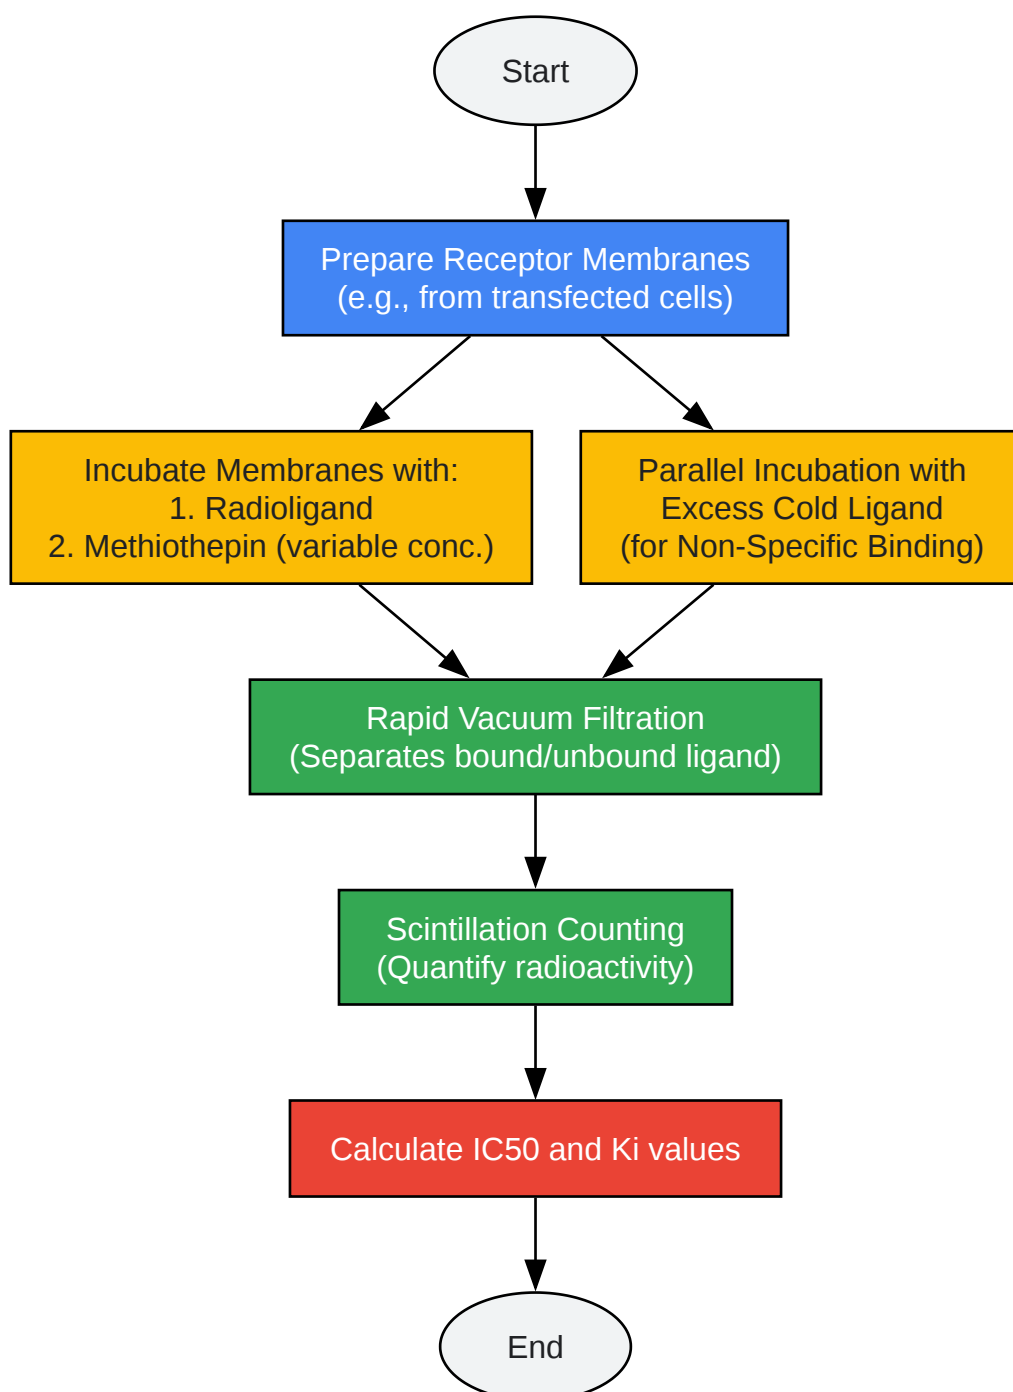 Start
Prepare Receptor Membranes
(e.g., from transfected cells)
Incubate Membranes with:
1. Radioligand
2. Methiothepin (variable conc.)
Parallel Incubation with
Excess Cold Ligand
(for Non-Specific Binding)
Rapid Vacuum Filtration
(Separates bound/unbound ligand)
Scintillation Counting
(Quantify radioactivity)
Calculate IC50 and Ki values
End